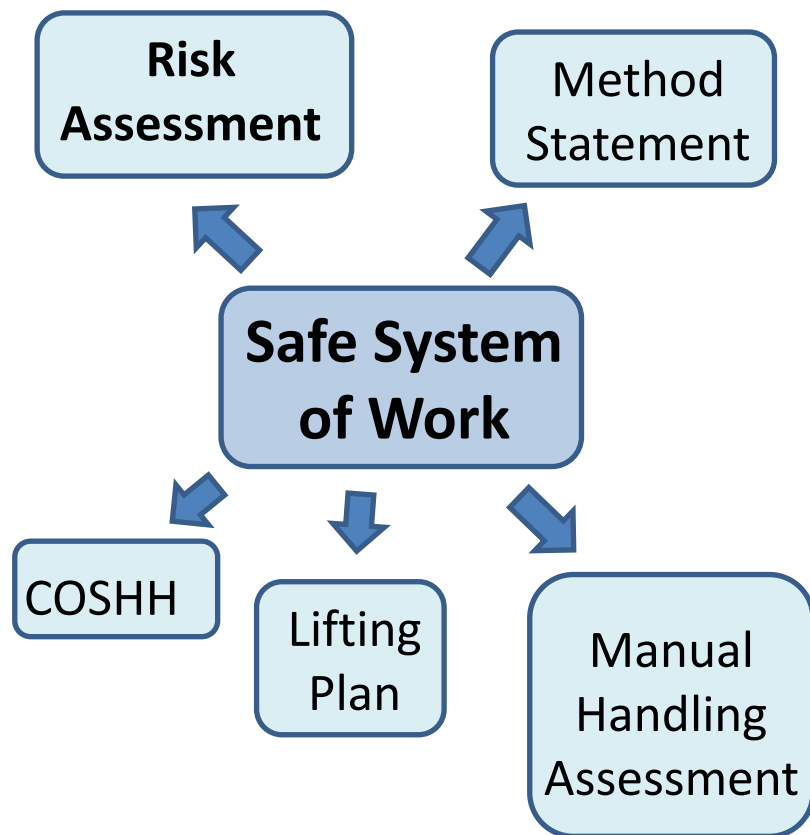 Risk
Assessment
Method
Statement
Safe System
of Work
COSHH
Lifting
Plan
Manual
Handling
Assessment